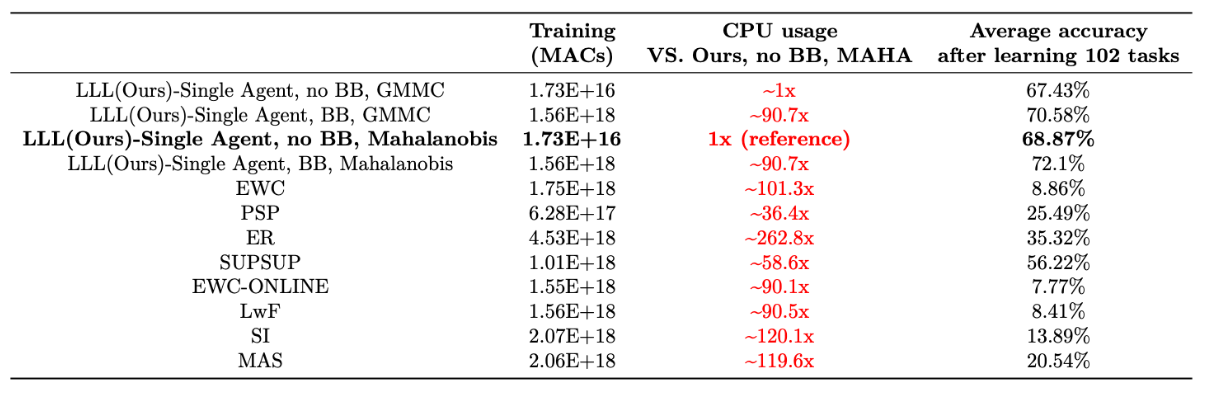 Training CPU usage Average accuracy
(MACs) VS. Ours, no BB, MAHA after learning 102 tasks
LLL(Ours)-Single Agent, no BB, GMMC 1.73E+16 ~1x 67.43%
LLL(Ours)-Single Agent, BB, GMMC 1.56E+18 ~90.7x 70.58%
LLL(Ours)-Single Agent, no BB, Mahalanobis 1.73E+16 1x (reference) 68.87%
LLL(Ours)-Single Agent, BB, Mahalanobis 1.56E+18 ~90.7x 72.1%
EWC 1.75E+18 ~101.3x 8.86%
PSP 6.28E+17 ~36.4x 25.49%
ER 4.53E+18 ~262.8x 35.32%
SUPSUP 1.01E+18 ~58.6x 56.22%
EWC-ONLINE 1.55E+18 ~90.1x 7.77%
LwF 1.56E+18 ~90.5x 8.41%
SI 2.07E+18 ~120.1x 13.89%
MAS 2.06E+18 ~119.6x 20.54%